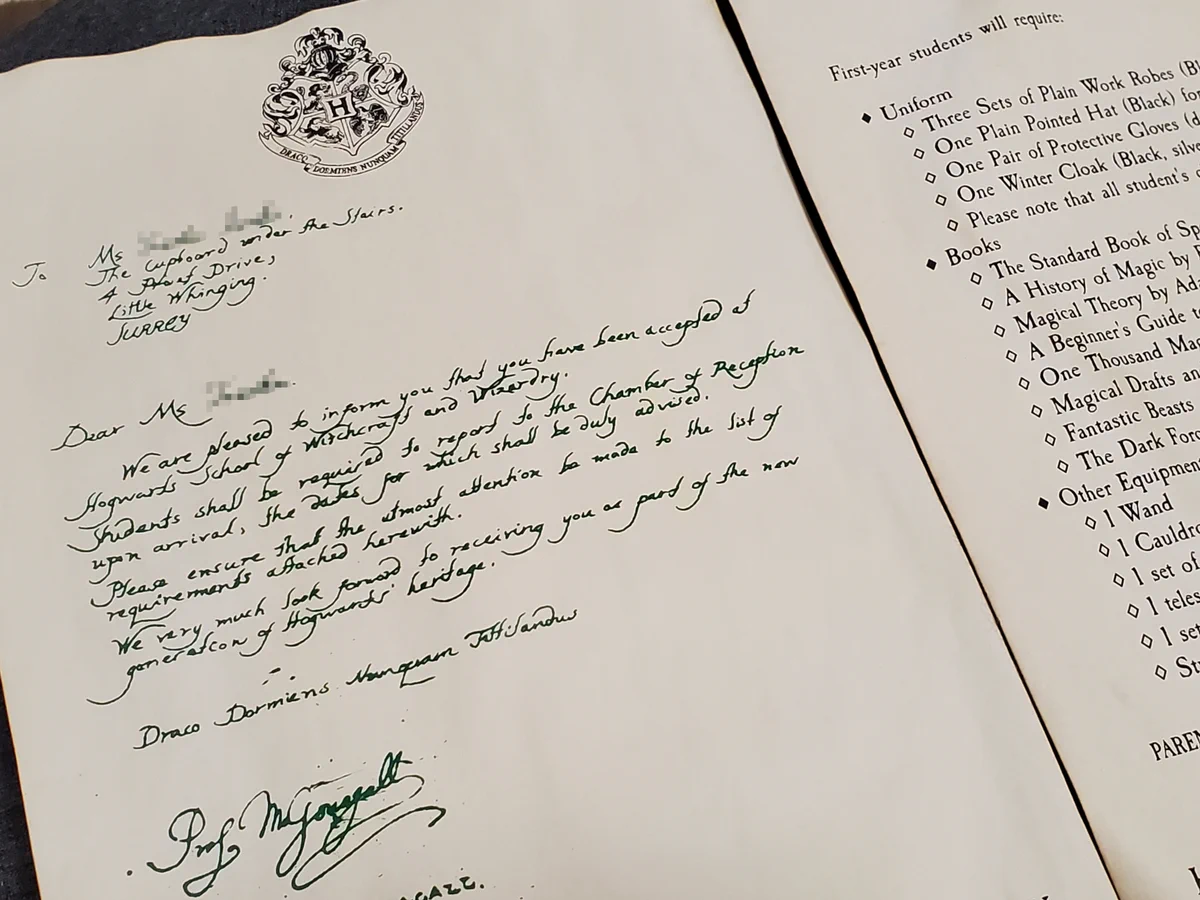 H
DRACO DORMIENS NUNQUAM TITILLANDUS
To Ms
The Cupboard under the Stairs.
4 Privet Drive,
Little Whinging.
SURREY
Dear Ms
We are pleased to inform you that you have been accepted at
Hogwarts School of Witchcraft and Wizardry.
Students shall be required to report to the Chamber of Reception
upon arrival, the dates for which shall be duly advised.
Please ensure that the utmost attention be made to the list of
requirements attached herewith.
We very much look forward to receiving you as part of the new
generation of Hogwarts' heritage.
Draco Dormiens Nunquam Tittilandus
Prof McGonagall
First-year students will require:
Uniform
Three Sets of Plain Work Robes (Bl
One Plain Pointed Hat (Black) for
One Pair of Protective Gloves (d
One Winter Cloak (Black, silve
Please note that all student's
Books
The Standard Book of Sp
A History of Magic by
Magical Theory by Ada
A Beginner's Guide to
One Thousand Mag
Magical Drafts an
Fantastic Beasts
The Dark Forc
Other Equipment
1 Wand
1 Cauldro
1 set of
1 teles
1 set
St
PAREN